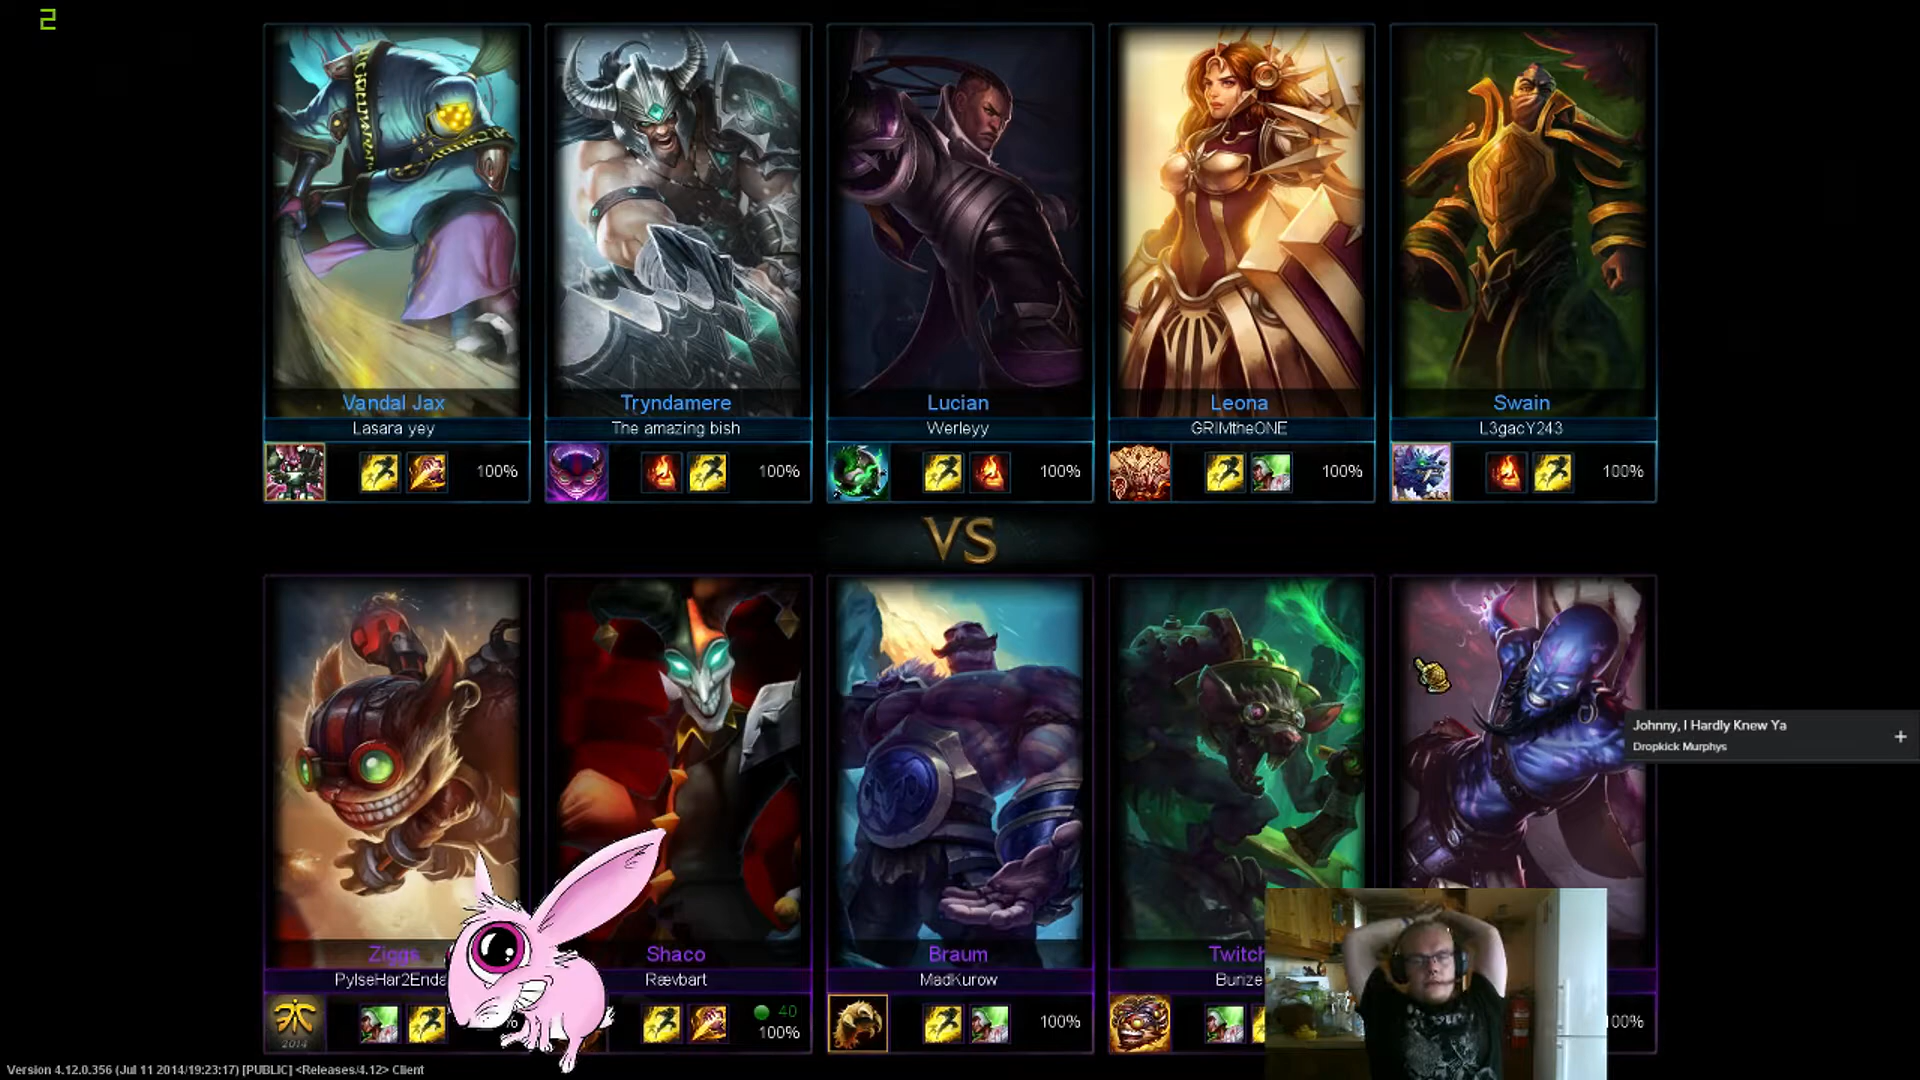 2
Vandal Jax
Lasara yey
100%
Tryndamere
The amazing bish
100%
Lucian
Werleyy
100%
Leona
GRIMtheONE
100%
Swain
L3gacY243
100%
VS
Johnny, I Hardly Knew Ya
Dropkick Murphys
+
Ziggs
PylseHar2Enda
2014
%
Shaco
Rævbart
40
100%
Braum
MadKurow
100%
Twitch
Bunze
00%
Version 4.12.0.356 (Jul 11 2014/19:23:17) [PUBLIC] <Releases/4.12> Client